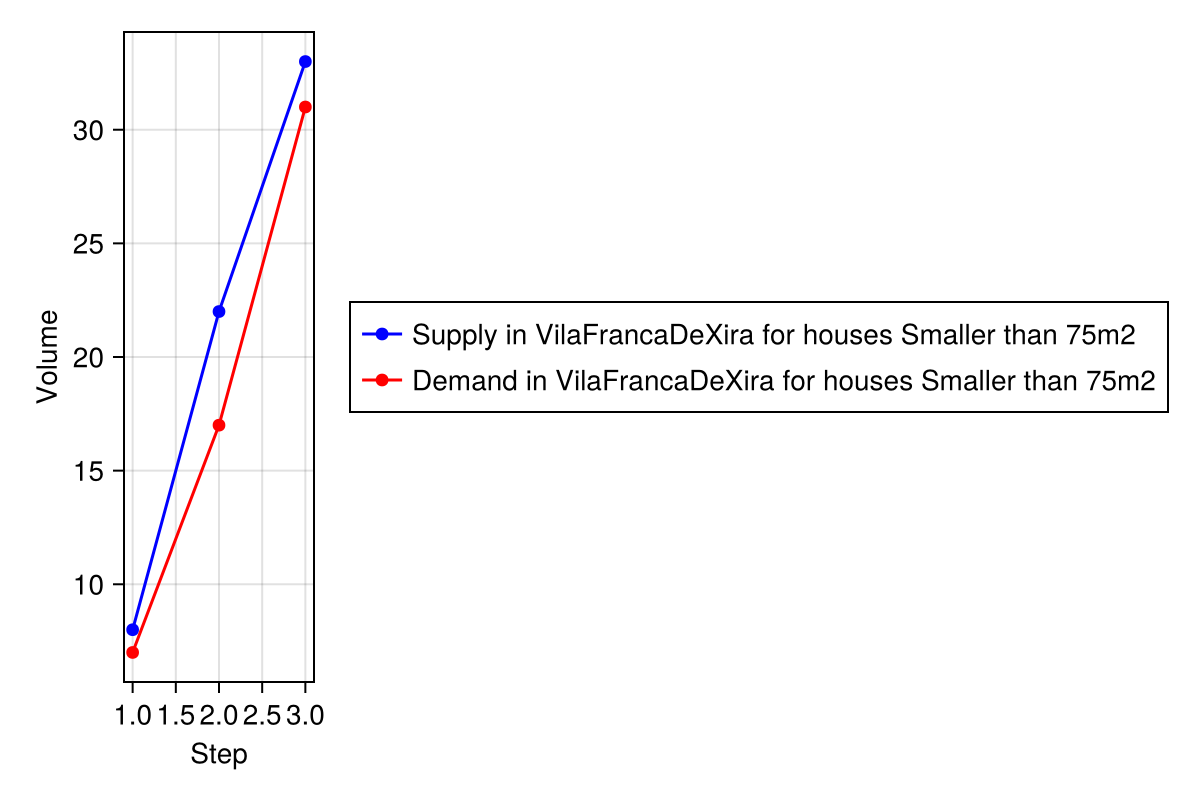 Volume
30
25
20
15
10
1.0 1.5 2.0 2.5 3.0
Step
Supply in VilaFrancaDeXira for houses Smaller than 75m2
Demand in VilaFrancaDeXira for houses Smaller than 75m2